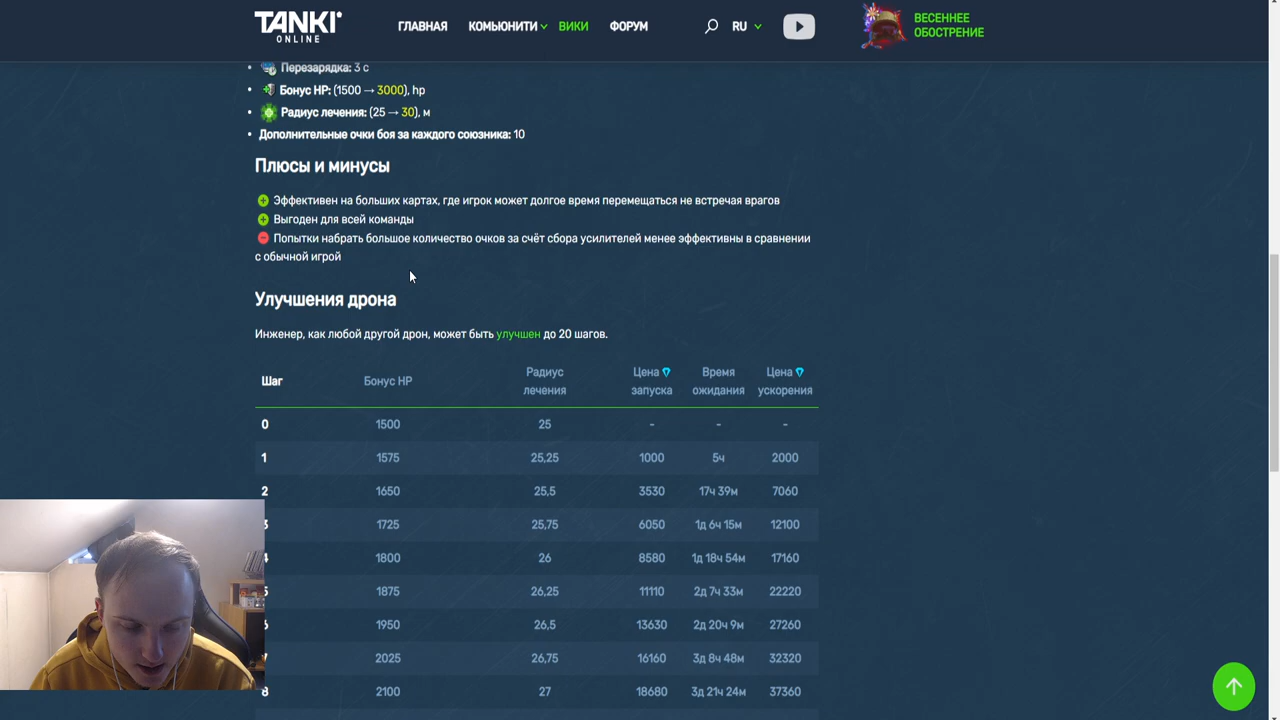 TANKI
ONLINE
ГЛАВНАЯ КОМЬЮНИТИ ВИКИ ФОРУМ RU
ВЕСЕННЕЕ
ОБОСТРЕНИЕ
Перезарядка: 3 с
Бонус HP: (1500 → 3000), hp
Радиус лечения: (25 → 30), м
Дополнительные очки боя за каждого союзника: 10
Плюсы и минусы
Эффективен на больших картах, где игрок может долгое время перемещаться не встречая врагов
Выгоден для всей команды
Попытки набрать большое количество очков за счёт сбора усилителей менее эффективны в сравнении
с обычной игрой
Улучшения дрона
Инженер, как любой другой дрон, может быть улучшен до 20 шагов.
Шаг Бонус HP Радиус лечения Цена запуска Время ожидания Цена ускорения
0 1500 25 - - -
1 1575 25,25 1000 5ч 2000
2 1650 25,5 3530 17ч 39м 7060
3 1725 25,75 6050 1д 6ч 15м 12100
4 1800 26 8580 1д 18ч 54м 17160
5 1875 26,25 11110 2д 7ч 33м 22220
6 1950 26,5 13630 2д 20ч 9м 27260
2025 26,75 16160 3д 8ч 48м 32320
8 2100 27 18680 3д 21ч 24м 37360